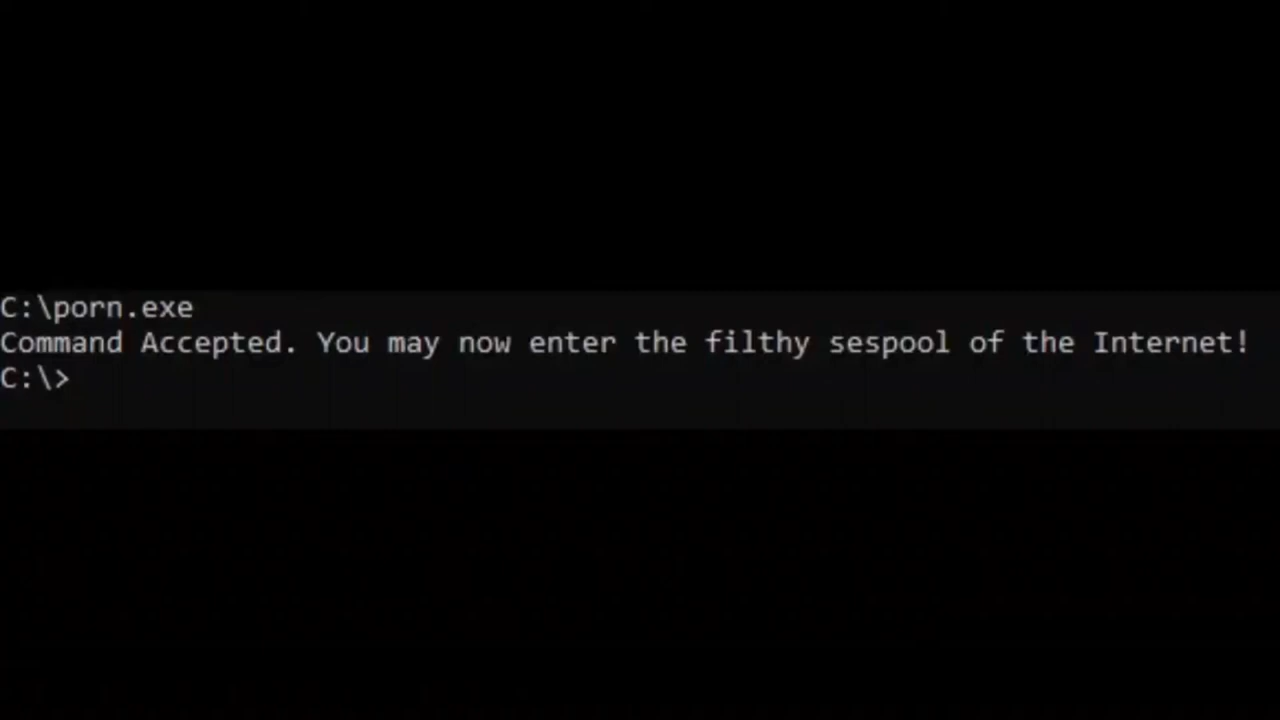 C:\porn.exe
Command Accepted. You may now enter the filthy sespool of the Internet!
C:\>